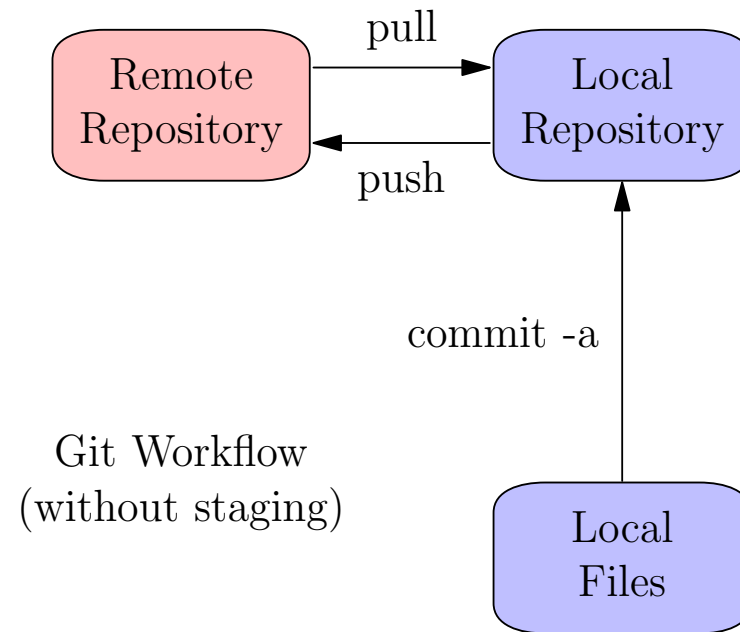 pull
Remote
Repository
Local
Repository
push
commit -a
Git Workflow
(without staging)
Local
Files